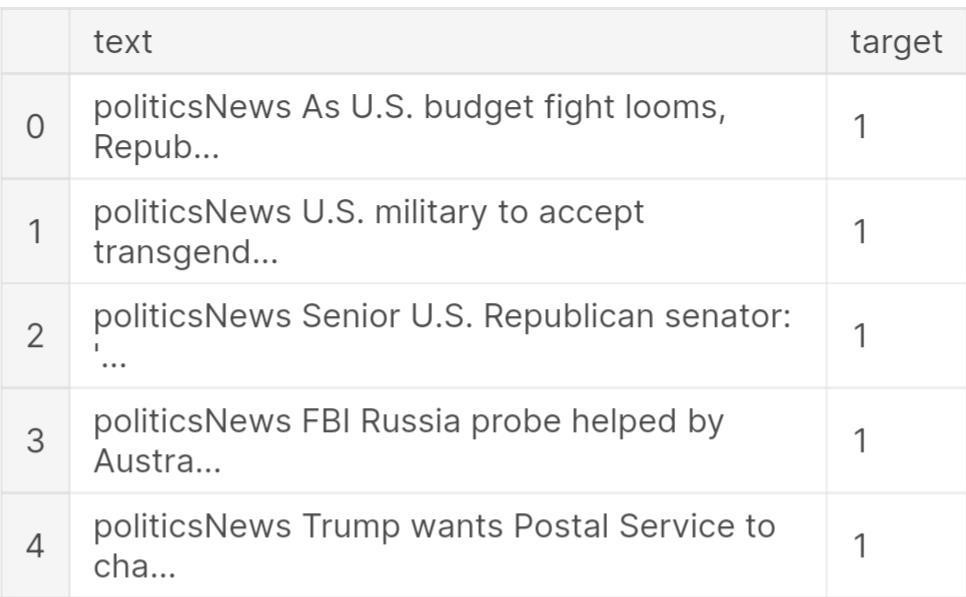 text target
0 politicsNews As U.S. budget fight looms, 1
Repub...
1 politicsNews U.S. military to accept 1
transgend...
2 politicsNews Senior U.S. Republican senator: 1
'...
3 politicsNews FBI Russia probe helped by 1
Austra...
4 politicsNews Trump wants Postal Service to 1
cha...